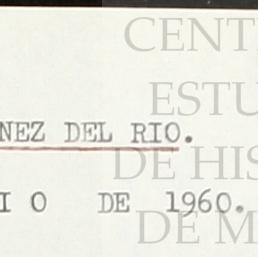 CENT
ESTU
NEZ DEL RIO.
DE HIS
I O DE 1960.
DE M